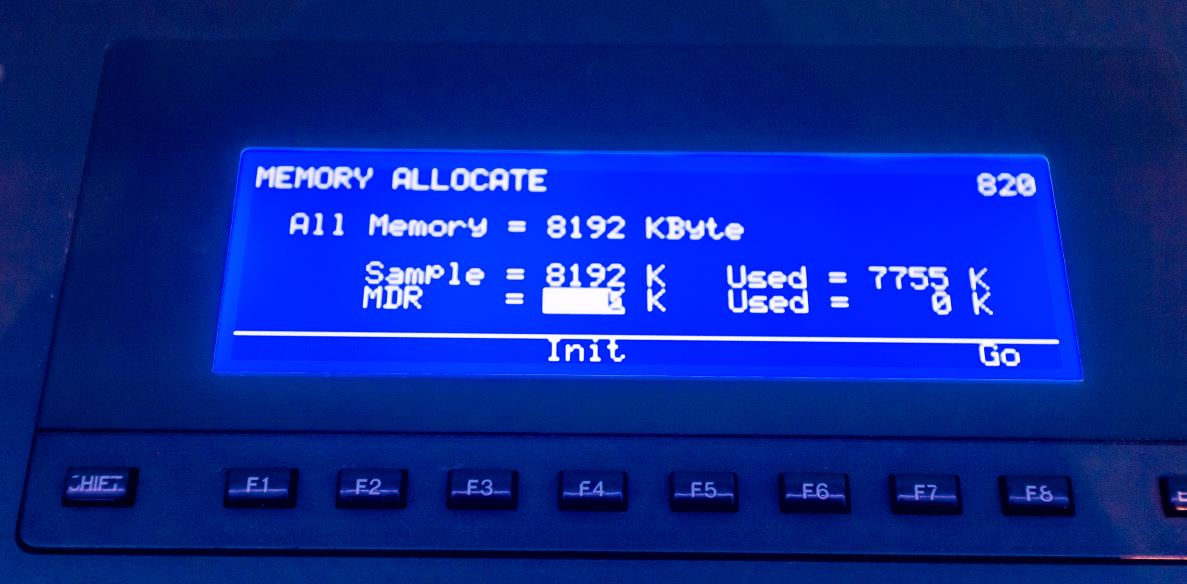 MEMORY ALLOCATE 820
All Memory = 8192 KByte
Sample = 8192 K Used = 7755 K
MDR = K Used = 0 K
Init Go
SHIFT F1 F2 F3 F4 F5 F6 F7 F8